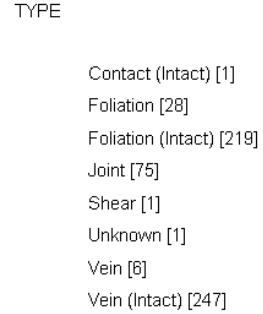 TYPE
Contact (Intact) [1]
Foliation [28]
Foliation (Intact) [219]
Joint [75]
Shear [1]
Unknown [1]
Vein [6]
Vein (Intact) [247]